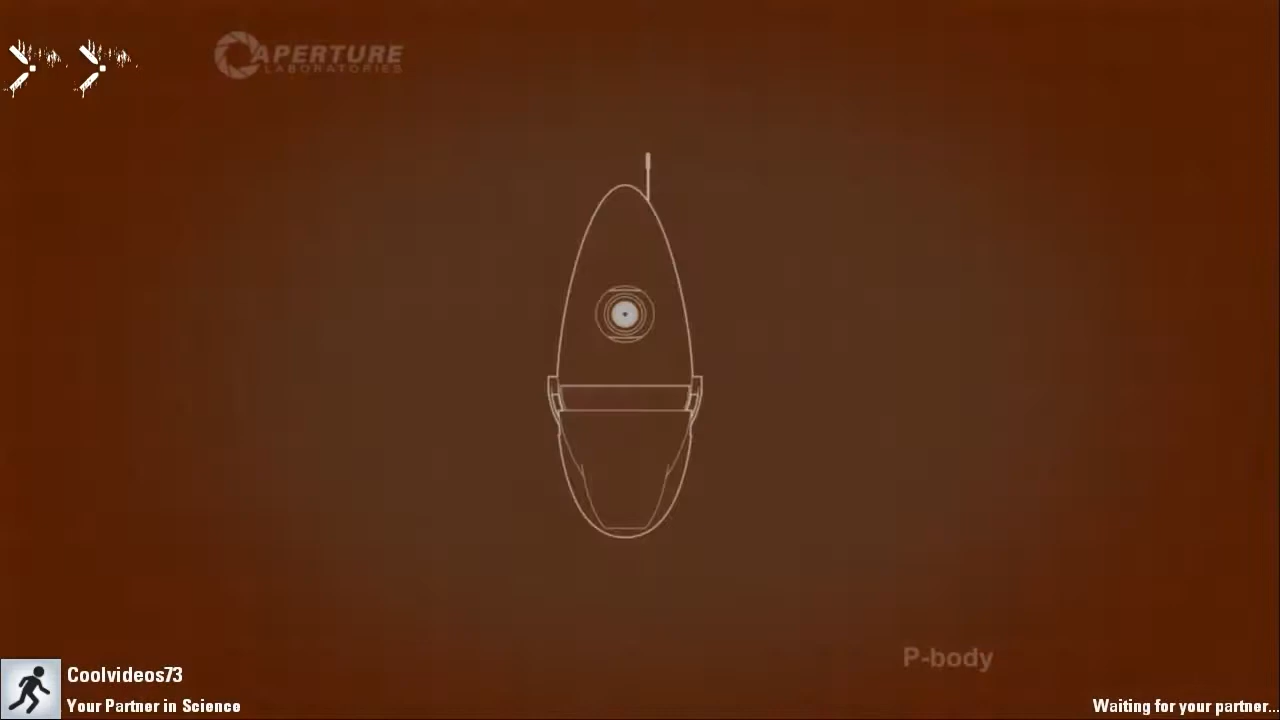 APERTURE
LABORATORIES
P-body
Coolvideos73
Your Partner in Science
Waiting for your partner...